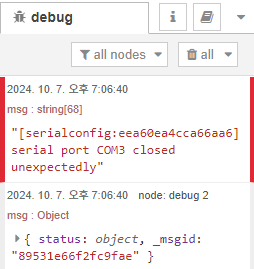 debug
i
all nodes
all
2024. 10. 7. 오후 7:06:40
msg : string[68]
"[serialconfig:eea60ea4cca66aa6]
serial port COM3 closed
unexpectedly"
2024. 10. 7. 오후 7:06:40 node: debug 2
msg : Object
{ status: object, _msgid:
"89531e66f2fc9fae" }